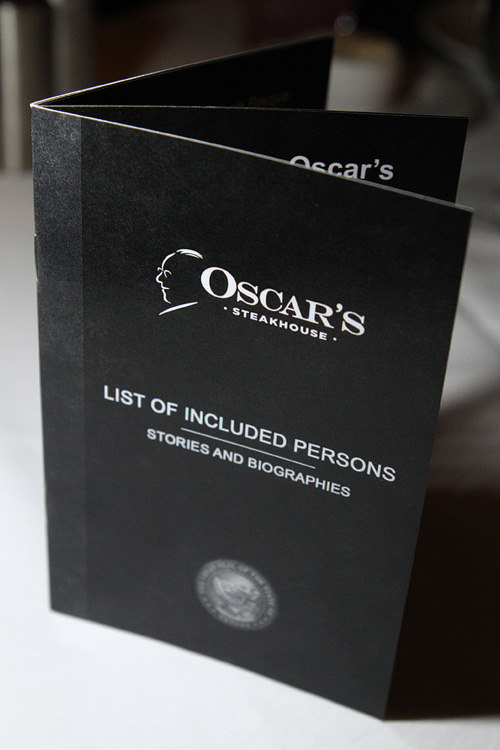 Oscar's
OSCAR'S
· STEAKHOUSE ·
LIST OF INCLUDED PERSONS
STORIES AND BIOGRAPHIES